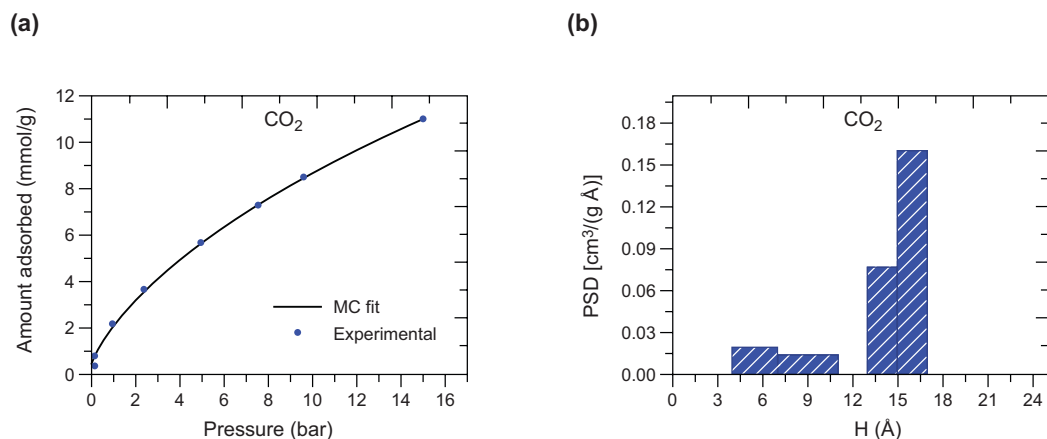 (a)
CO₂
Amount adsorbed (mmol/g)
12
10
8
6
4
2
0
MC fit
Experimental
0 2 4 6 8 10 12 14 16
Pressure (bar)
(b)
CO₂
PSD [cm³/(g Å)]
0.18
0.15
0.12
0.09
0.06
0.03
0.00
0 3 6 9 12 15 18 21 24
H (Å)